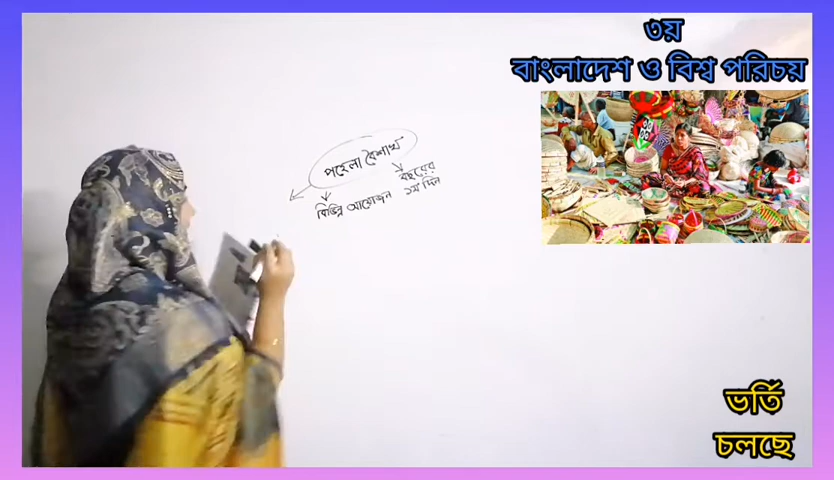 ৩য়
বাংলাদেশ ও বিশ্ব পরিচয়
পহেলা বৈশাখ
বছরের
১ম দিন
বিভিন্ন আয়োজন
ভর্তি
চলছে